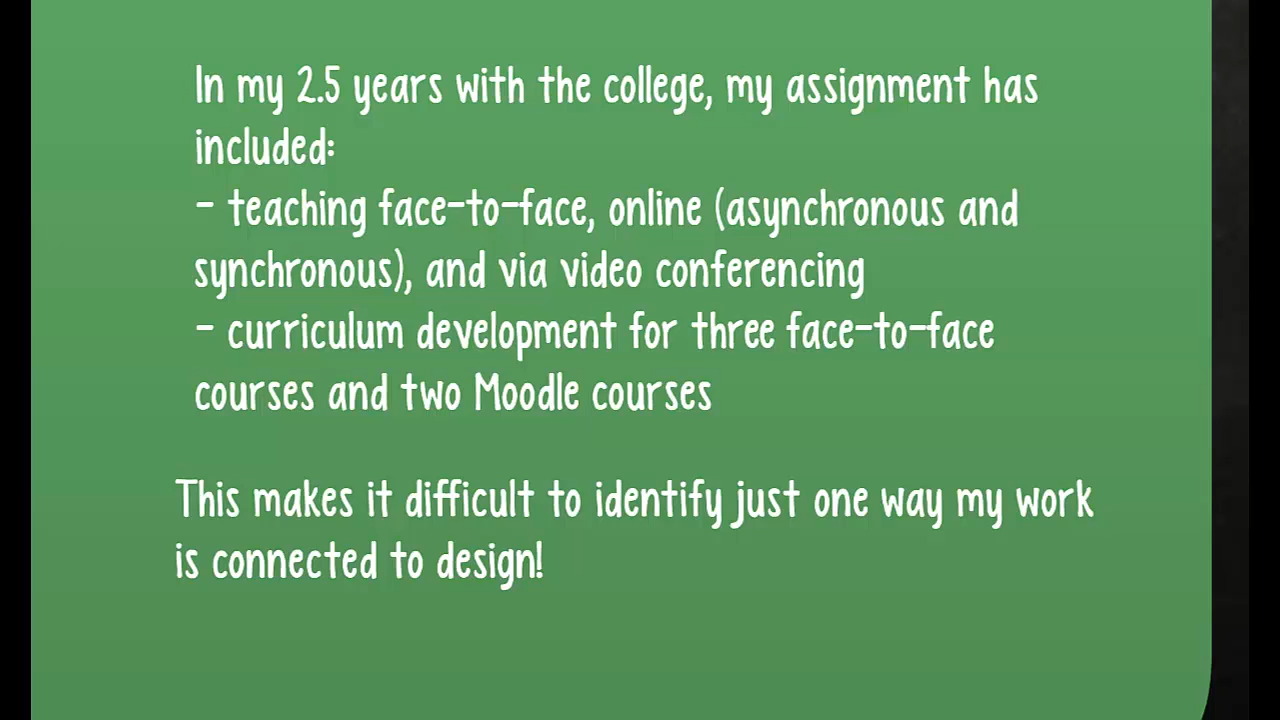 In my 2.5 years with the college, my assignment has
included:
- teaching face-to-face, online (asynchronous and
synchronous), and via video conferencing
- curriculum development for three face-to-face
courses and two Moodle courses
This makes it difficult to identify just one way my work
is connected to design!